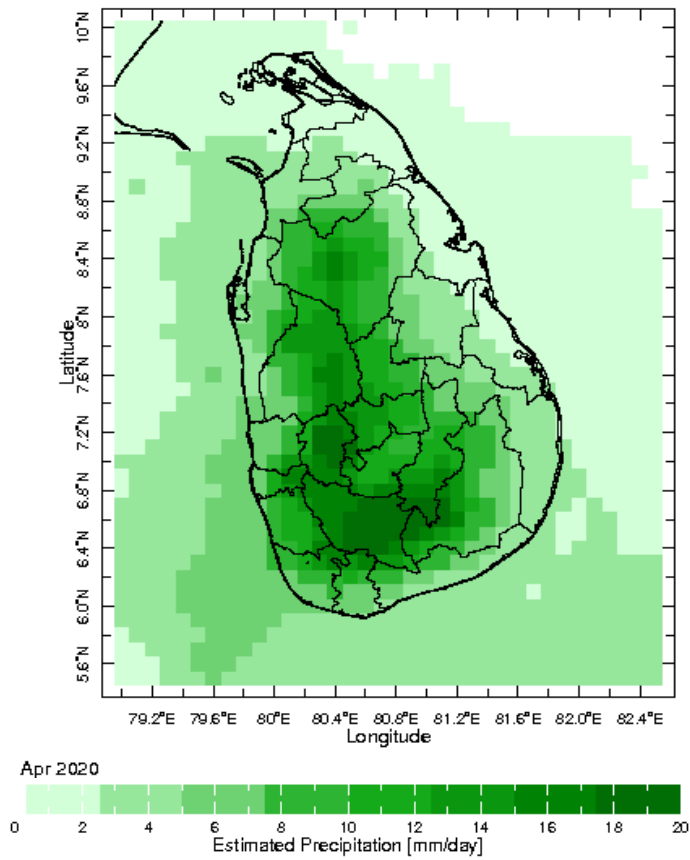 10°N
9.6°N
9.2°N
8.8°N
8.4°N
8°N
7.6°N
7.2°N
6.8°N
6.4°N
6.0°N
5.6°N
Latitude
79.2°E 79.6°E 80°E 80.4°E 80.8°E 81.2°E 81.6°E 82.0°E 82.4°E
Longitude
Apr 2020
0 2 4 6 8 10 12 14 16 18 20
Estimated Precipitation [mm/day]